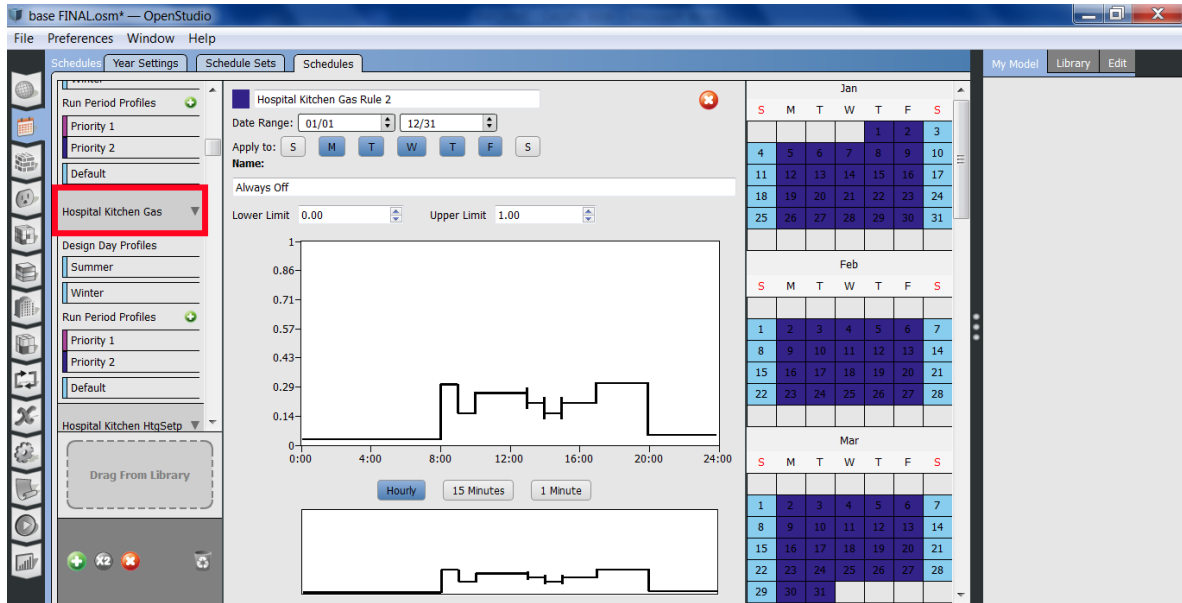 base FINAL.osm* — OpenStudio
File Preferences Window Help
Schedules Year Settings Schedule Sets Schedules
My Model Library Edit
Winter
Run Period Profiles
Priority 1
Priority 2
Default
Hospital Kitchen Gas
Design Day Profiles
Summer
Winter
Run Period Profiles
Priority 1
Priority 2
Default
Hospital Kitchen HtgSetp
Drag From Library
X2
Hospital Kitchen Gas Rule 2
Date Range: 01/01 12/31
Apply to: S M T W T F S
Name:
Always Off
Lower Limit 0.00 Upper Limit 1.00
1
0.86
0.71
0.57
0.43
0.29
0.14
0
0:00 4:00 8:00 12:00 16:00 20:00 24:00
Hourly 15 Minutes 1 Minute
Jan
S M T W T F S
1 2 3
4 5 6 7 8 9 10
11 12 13 14 15 16 17
18 19 20 21 22 23 24
25 26 27 28 29 30 31
Feb
S M T W T F S
1 2 3 4 5 6 7
8 9 10 11 12 13 14
15 16 17 18 19 20 21
22 23 24 25 26 27 28
Mar
S M T W T F S
1 2 3 4 5 6 7
8 9 10 11 12 13 14
15 16 17 18 19 20 21
22 23 24 25 26 27 28
29 30 31